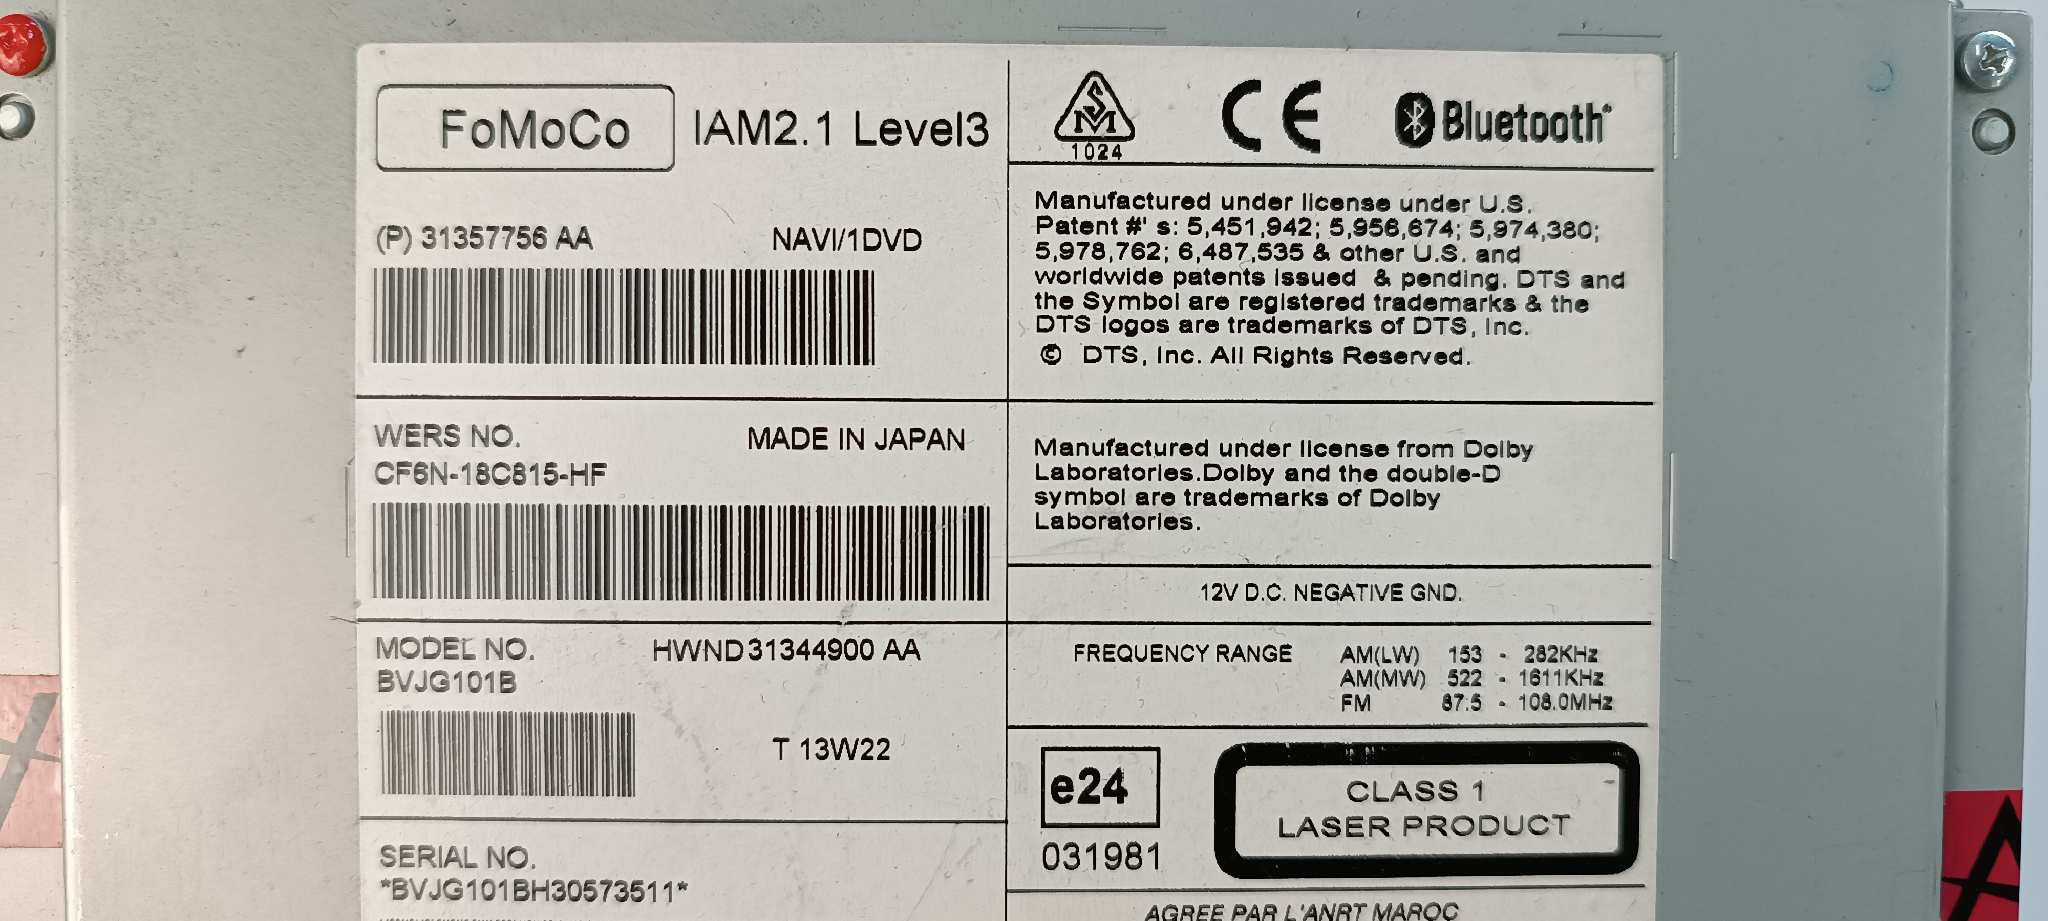 FoMoCo IAM2.1 Level3
(P) 31357756 AA NAVI/1DVD
WERS NO. MADE IN JAPAN
CF6N-18C815-HF
MODEL NO. HWND31344900 AA
BVJG101B
T 13W22
SERIAL NO.
*BVJG101BH30573511*
SM
1024
CE
Bluetooth
Manufactured under license under U.S.
Patent #' s: 5,451,942; 5,956,674; 5,974,380;
5,978,762; 6,487,535 & other U.S. and
worldwide patents issued & pending. DTS and
the Symbol are registered trademarks & the
DTS logos are trademarks of DTS, Inc.
© DTS, Inc. All Rights Reserved.
Manufactured under license from Dolby
Laboratories.Dolby and the double-D
symbol are trademarks of Dolby
Laboratories.
12V D.C. NEGATIVE GND.
FREQUENCY RANGE AM(LW) 153 - 282KHz
AM(MW) 522 - 1611KHz
FM 87.5 - 108.0MHz
e24
031981
CLASS 1
LASER PRODUCT
AGREE PAR L'ANRT MAROC